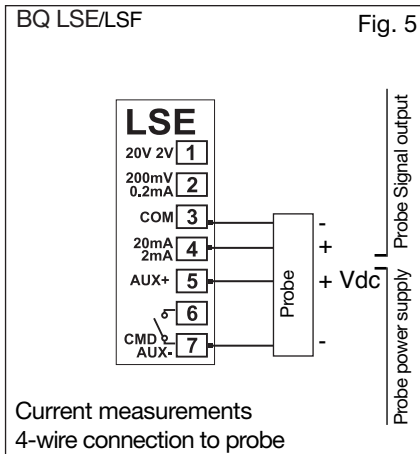 BQ LSE/LSF
Fig. 5
LSE
20V 2V 1
200mV
0.2mA 2
COM 3
20mA
2mA 4
AUX+ 5
6
CMD
AUX- 7
Probe
-
+
+ Vdc
-
Probe Signal output
Probe power supply
Current measurements
4-wire connection to probe